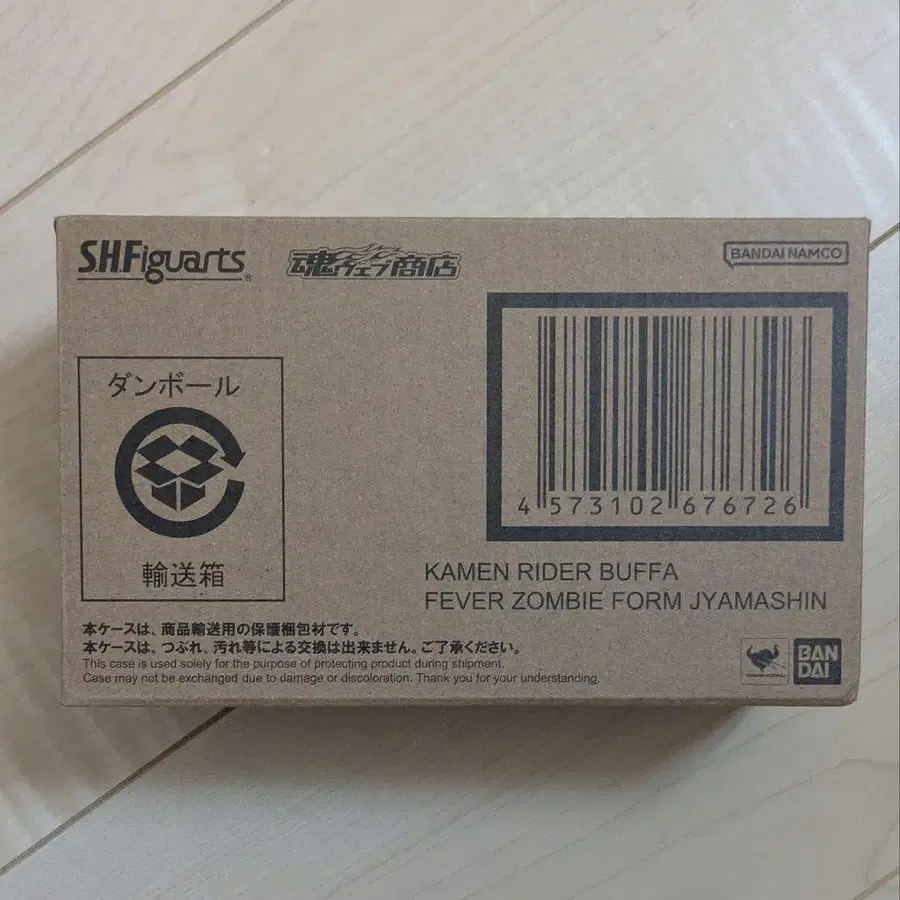 S.H.Figuarts®
魂ウェブ商店
BANDAI NAMCO
ダンボール
輸送箱
4 573102 676726
KAMEN RIDER BUFFA
FEVER ZOMBIE FORM JYAMASHIN
本ケースは、商品輸送用の保護梱包材です。
本ケースは、つぶれ、汚れ等による交換は出来ません。ご了承ください。
This case is used solely for the purpose of protecting product during shipment.
Case may not be exchanged due to damage or discoloration. Thank you for your understanding.
BAN
DAI